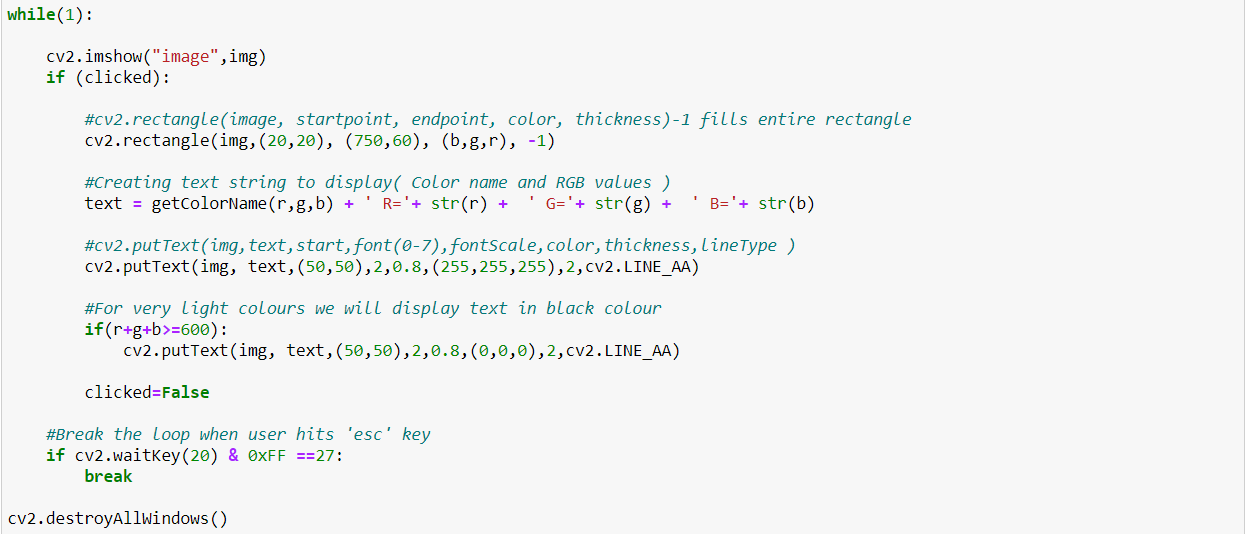 while(1):
cv2.imshow("image",img)
if (clicked):
#cv2.rectangle(image, startpoint, endpoint, color, thickness)-1 fills entire rectangle
cv2.rectangle(img,(20,20), (750,60), (b,g,r), -1)
#Creating text string to display( Color name and RGB values )
text = getColorName(r,g,b) + ' R='+ str(r) +  ' G='+ str(g) +  ' B='+ str(b)
#cv2.putText(img,text,start,font(0-7),fontScale,color,thickness,lineType )
cv2.putText(img, text,(50,50),2,0.8,(255,255,255),2,cv2.LINE_AA)
#For very light colours we will display text in black colour
if(r+g+b>=600):
cv2.putText(img, text,(50,50),2,0.8,(0,0,0),2,cv2.LINE_AA)
clicked=False
#Break the loop when user hits 'esc' key
if cv2.waitKey(20) & 0xFF ==27:
break
cv2.destroyAllWindows()